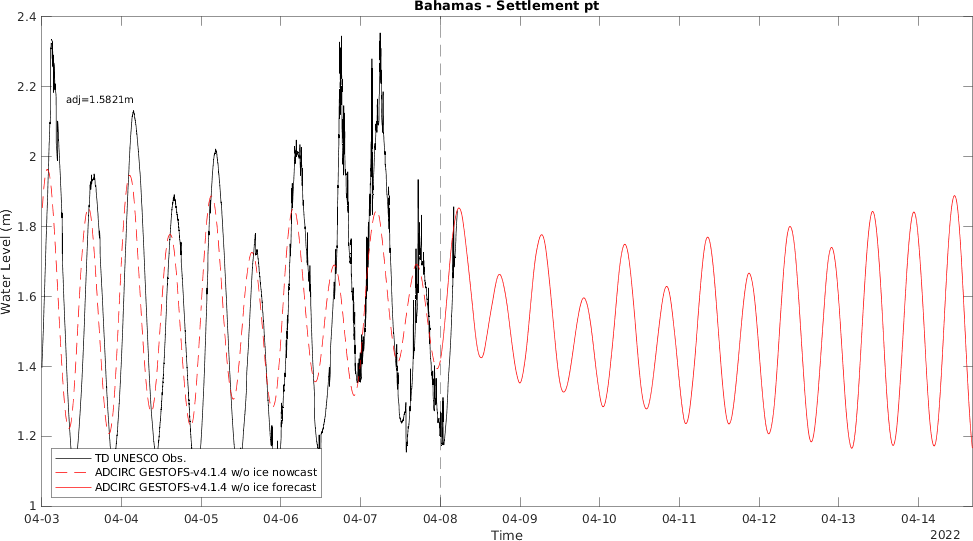 Bahamas - Settlement pt
2.4
2.2
2
1.8
1.6
1.4
1.2
1
Water Level (m)
adj=1.5821m
TD UNESCO Obs.
ADCIRC GESTOFS-v4.1.4 w/o ice nowcast
ADCIRC GESTOFS-v4.1.4 w/o ice forecast
04-03 04-04 04-05 04-06 04-07 04-08 04-09 04-10 04-11 04-12 04-13 04-14
Time
2022